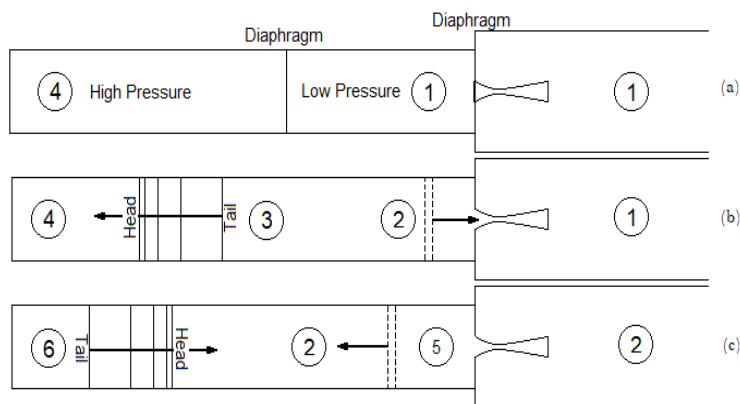 Diaphragm
Diaphragm
4 High Pressure Low Pressure 1 1 (a)
4 Head Tail 3 2 1 (b)
6 Tail Head 2 5 2 (c)